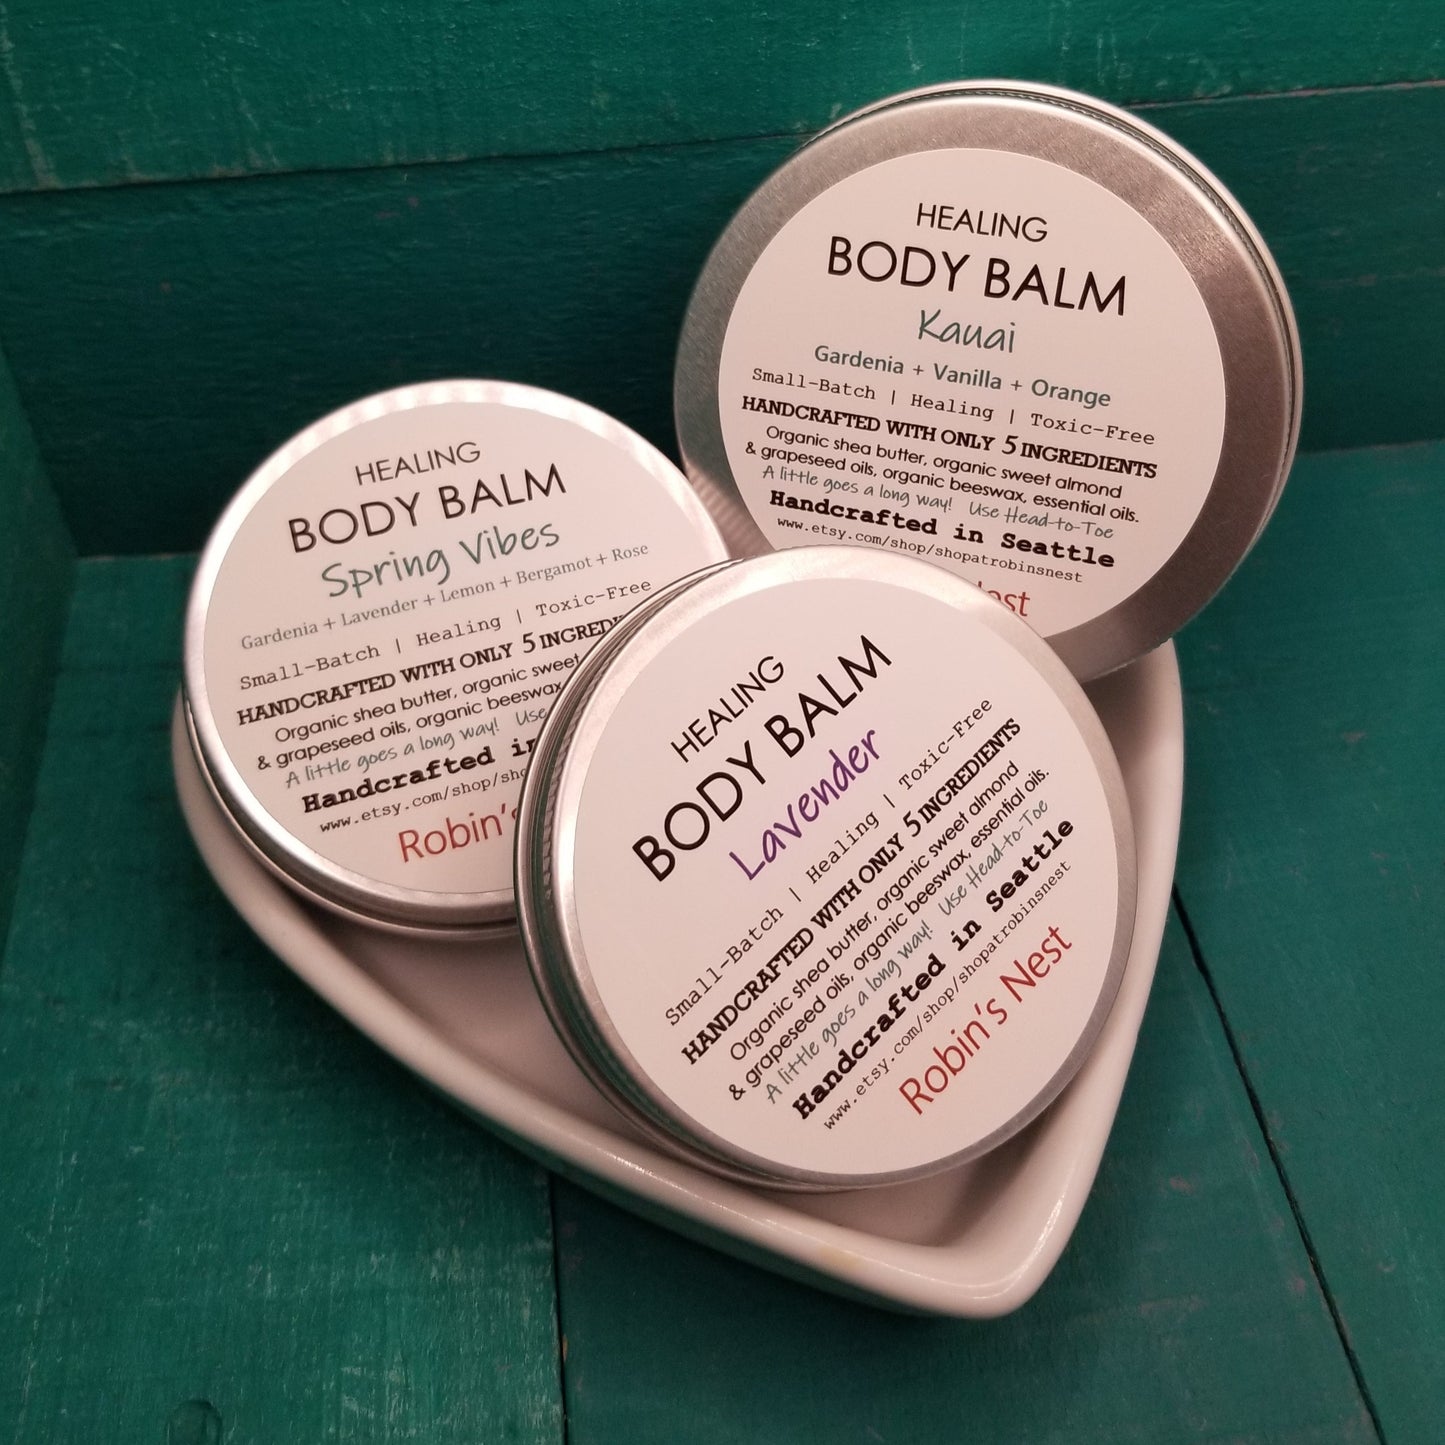 HEALING
BODY BALM
Kauai
Gardenia + Vanilla + Orange
Small-Batch | Healing | Toxic-Free
HANDCRAFTED WITH ONLY 5 INGREDIENTS
Organic shea butter, organic sweet almond
& grapeseed oils, organic beeswax, essential oils.
A little goes a long way! Use Head-to-Toe
Handcrafted in Seattle
www.etsy.com/shop/shopatrobinsnest
HEALING
BODY BALM
Spring Vibes
Gardenia + Lavender + Lemon + Bergamot + Rose
Small-Batch | Healing | Toxic-Free
HANDCRAFTED WITH ONLY 5
Organic shea butter, organic sweet
& grapeseed oils, organic beeswax
A little goes a long way! Use
Handcrafted
www.etsy.com/shop/
Robin's
HEALING
BODY BALM
Lavender
Small-Batch | Healing | Toxic-Free
HANDCRAFTED WITH ONLY 5 INGREDIENTS
Organic shea butter, organic sweet almond
& grapeseed oils, organic beeswax, essential oils.
A little goes a long way! Use Head-to-Toe
Handcrafted in Seattle
www.etsy.com/shop/shopatrobinsnest
Robin's Nest